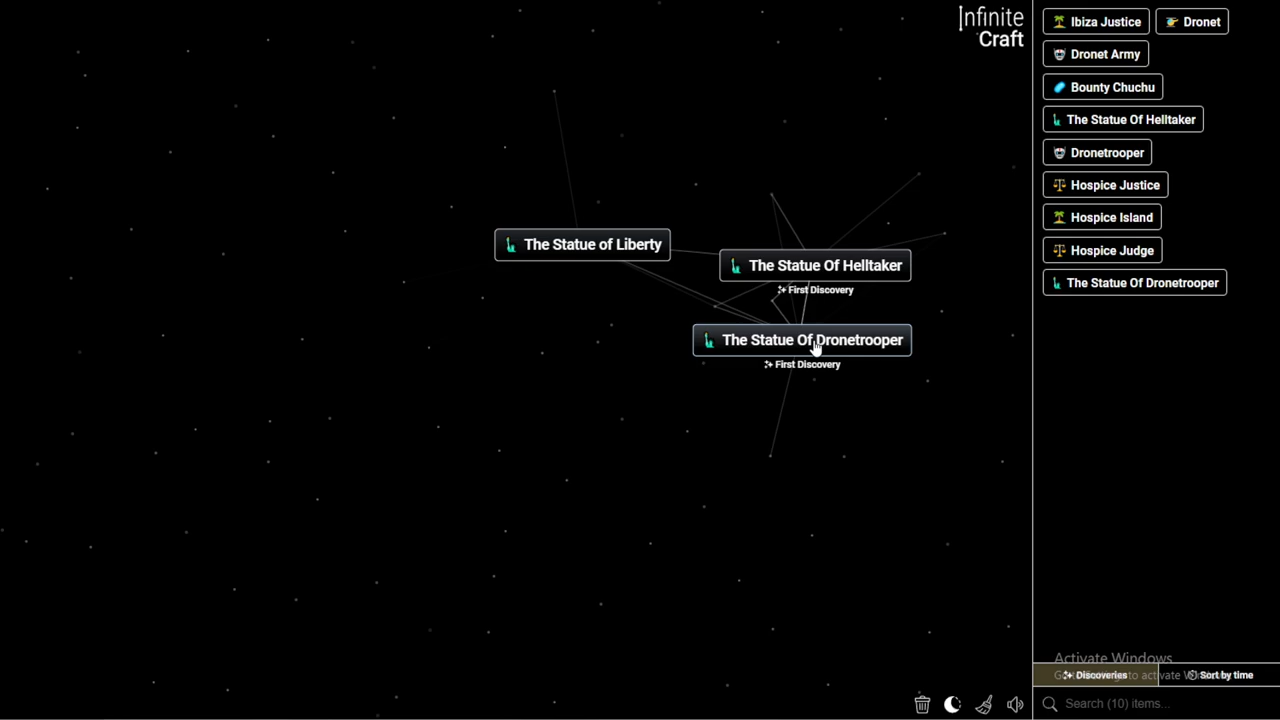 Infinite
Craft
Ibiza Justice
Dronet
Dronet Army
Bounty Chuchu
The Statue Of Helltaker
Dronetrooper
Hospice Justice
Hospice Island
Hospice Judge
The Statue Of Dronetrooper
The Statue of Liberty
The Statue Of Helltaker
First Discovery
The Statue Of Dronetrooper
First Discovery
Activate Windows
to activate
Discoveries
Sort by time
Search (10) items...